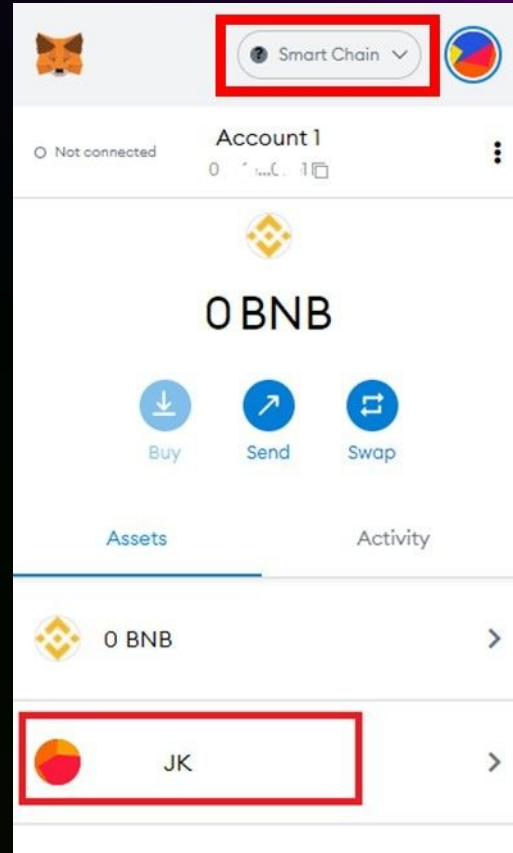 Smart Chain
Not connected
Account 1
0 BNB
Buy Send Swap
Assets Activity
0 BNB
JK